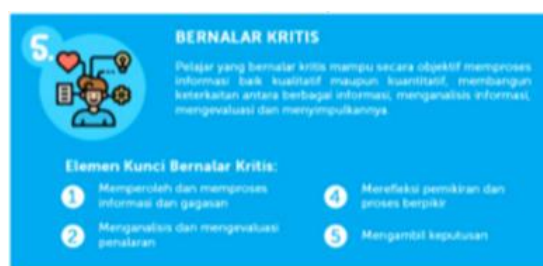 5.
BERNALAR KRITIS
Pelajar yang bernalar kritis mampu secara objektif memproses
informasi baik kualitatif maupun kuantitatif, membangun
keterkaitan antara berbagai informasi, menganalisis informasi,
mengevaluasi dan menyimpulkannya
Elemen Kunci Bernalar Kritis:
1 Memperoleh dan memproses
informasi dan gagasan
2 Menganalisis dan mengevaluasi
penalaran
4 Merefleksi pemikiran dan
proses berpikir
5 Mengambil keputusan